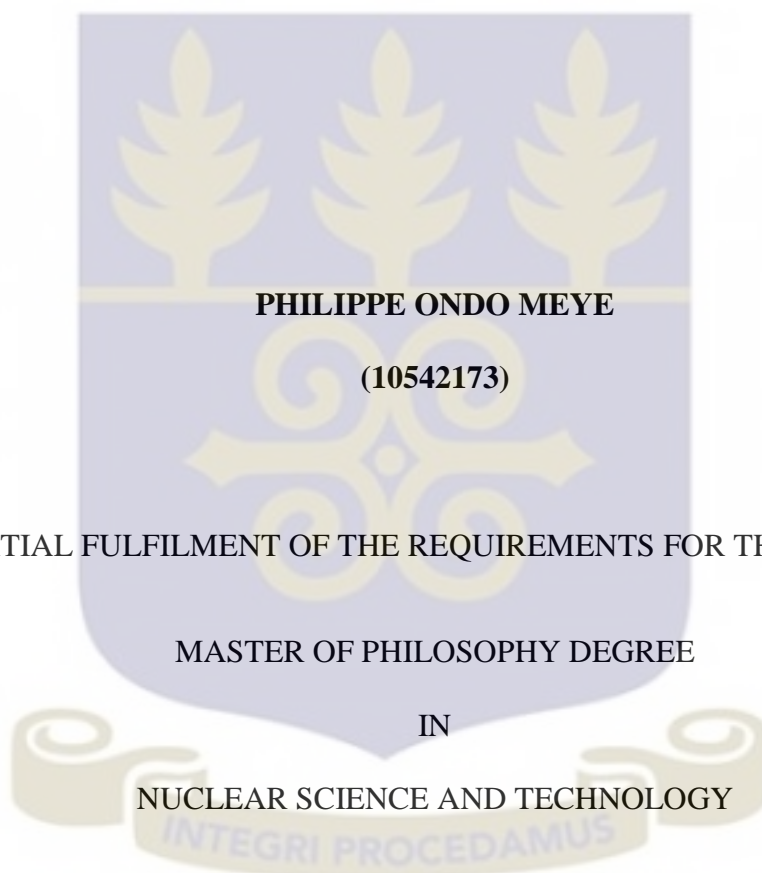 PHILIPPE ONDO MEYE
(10542173)
TIAL FULFILMENT OF THE REQUIREMENTS FOR
MASTER OF PHILOSOPHY DEGREE
IN
NUCLEAR SCIENCE AND TECHNOLOGY
INTEGRI PROCEDAMUS